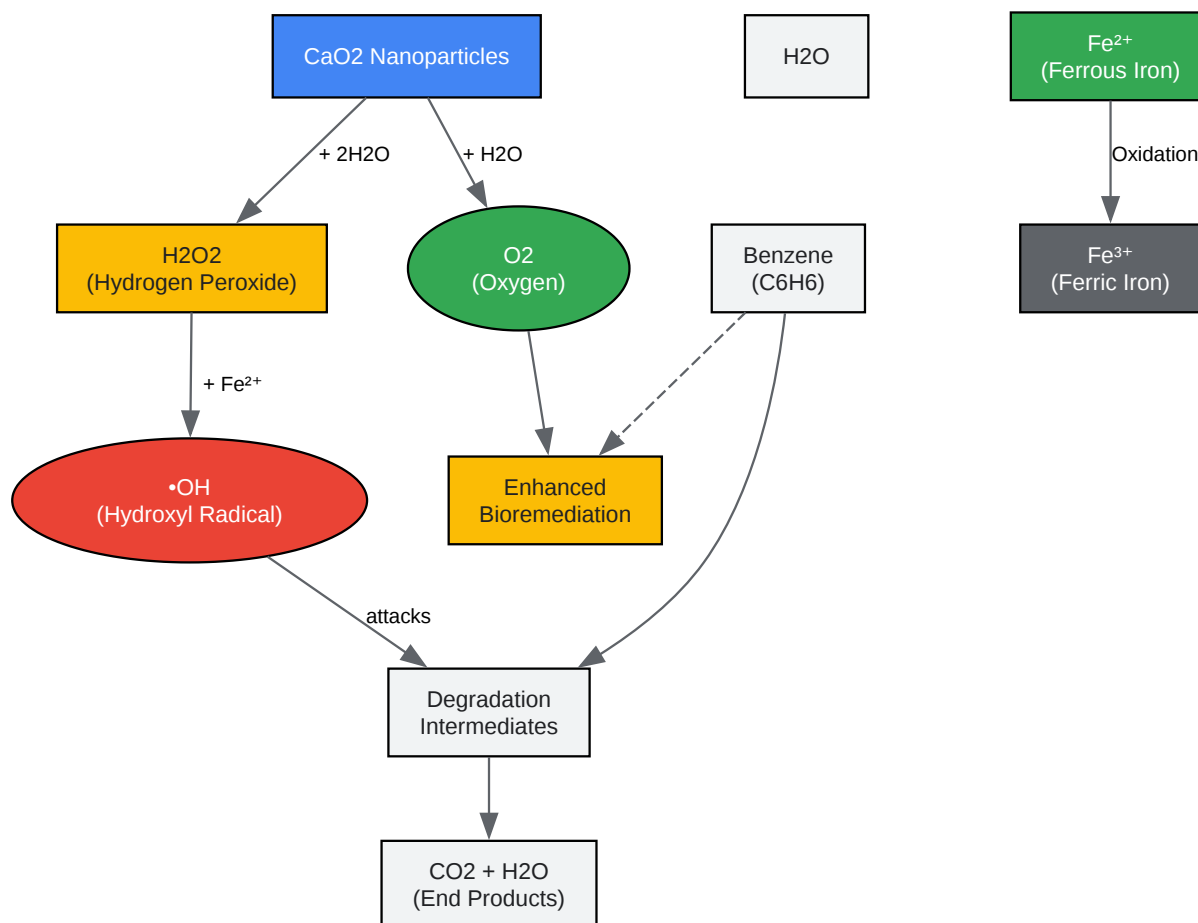 CaO2 Nanoparticles
H2O
Fe²⁺
(Ferrous Iron)
+ 2H2O
+ H2O
Oxidation
H2O2
(Hydrogen Peroxide)
O2
(Oxygen)
Benzene
(C6H6)
Fe³⁺
(Ferric Iron)
+ Fe²⁺
•OH
(Hydroxyl Radical)
Enhanced
Bioremediation
attacks
Degradation
Intermediates
CO2 + H2O
(End Products)